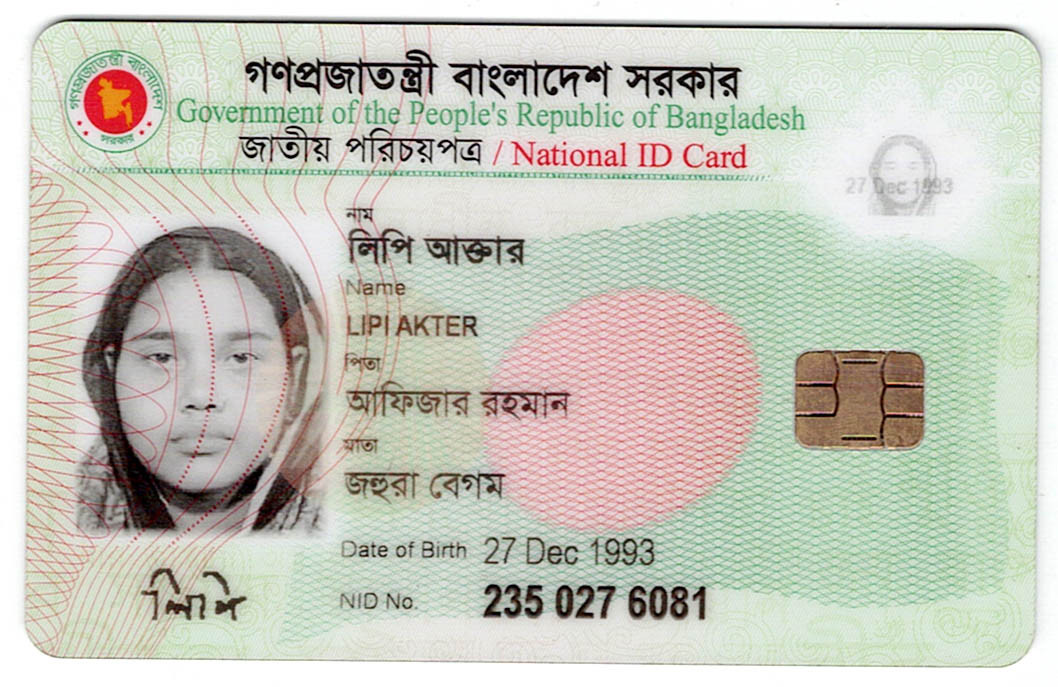 গণপ্রজাতন্ত্রী বাংলাদেশ সরকার
গণপ্রজাতন্ত্রী বাংলাদেশ সরকার
Government of the People's Republic of Bangladesh
জাতীয় পরিচয়পত্র / National ID Card
27 Dec 1993
নাম
লিপি আক্তার
Name
LIPI AKTER
পিতা
আফিজার রহমান
মাতা
জহুরা বেগম
Date of Birth 27 Dec 1993
লিপি
NID No. 235 027 6081